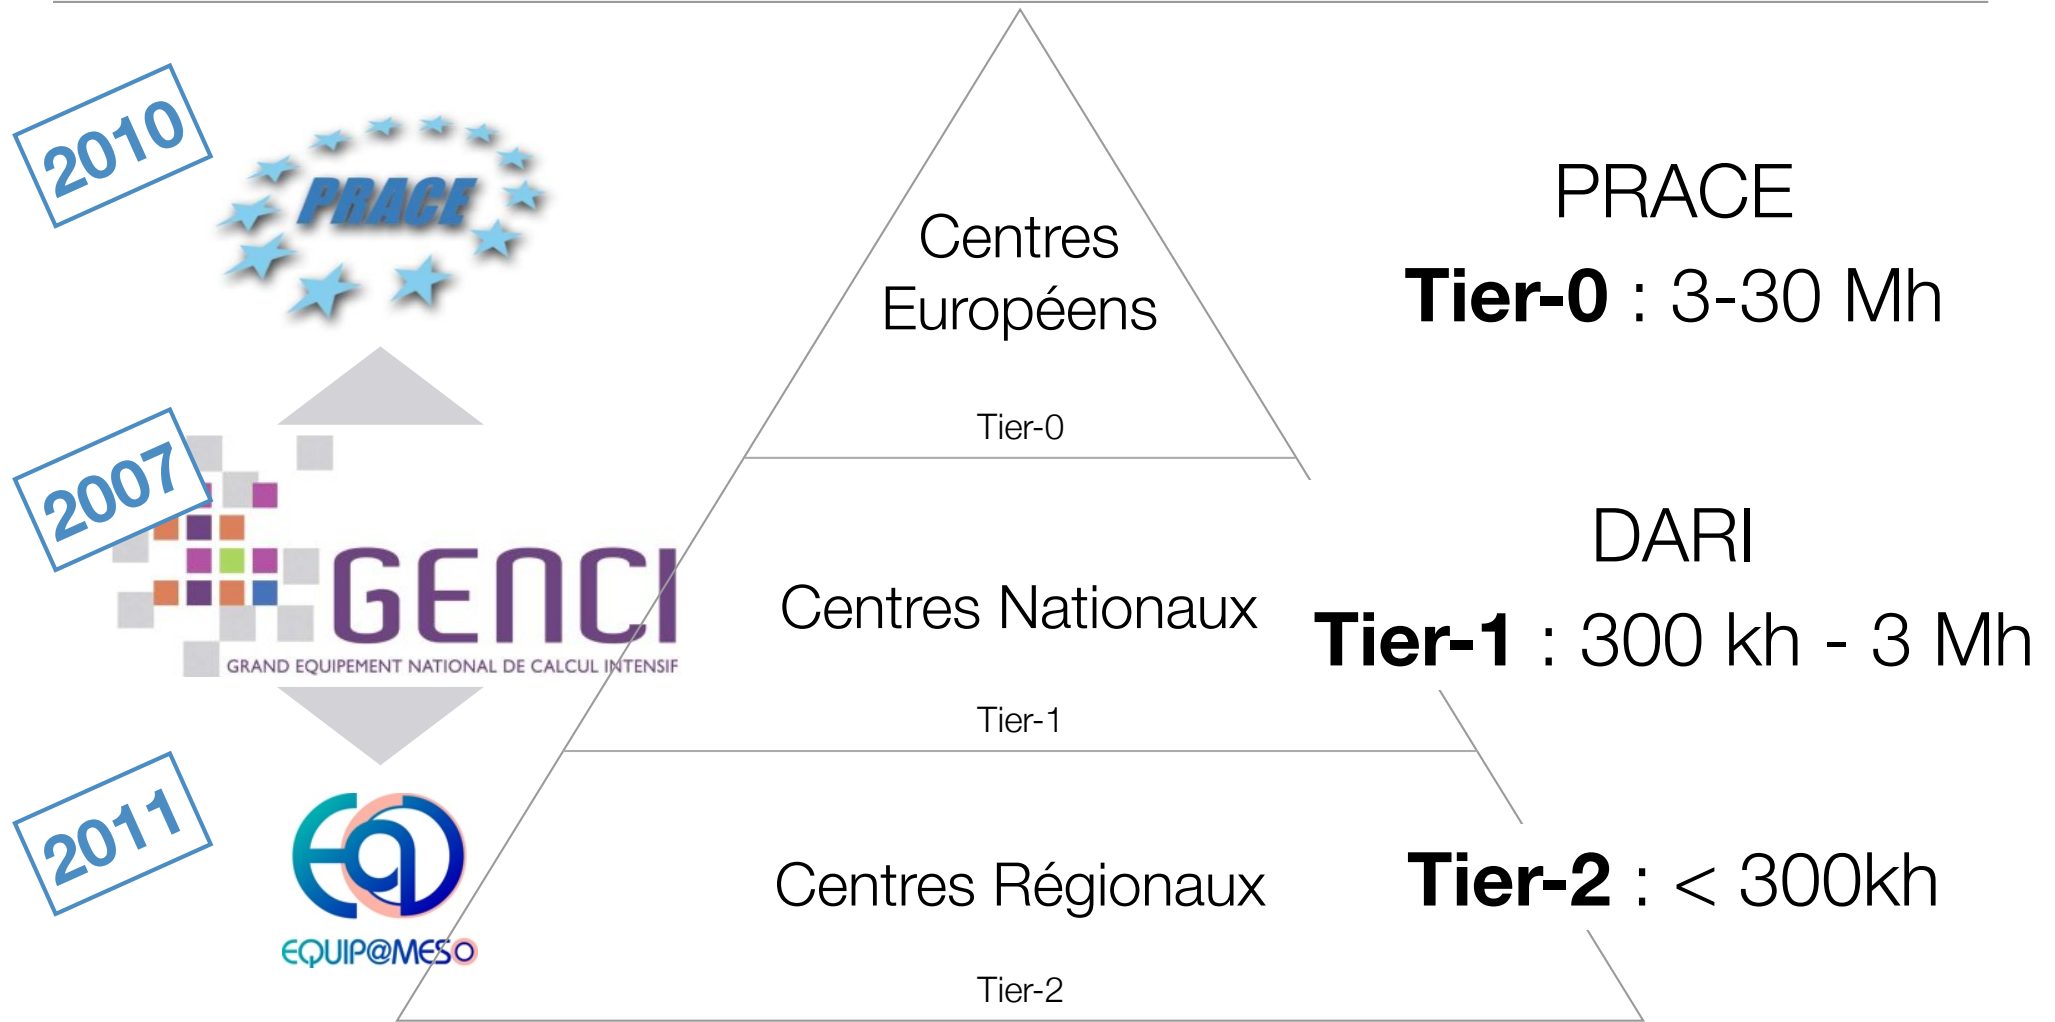 2010
PRACE
Centres
Européens
Tier-0
PRACE
Tier-0 : 3-30 Mh
2007
GENCI
GRAND EQUIPEMENT NATIONAL DE CALCUL INTENSIF
Centres Nationaux
Tier-1
DARI
Tier-1 : 300 kh - 3 Mh
2011
EQUIP@MESO
Centres Régionaux
Tier-2
Tier-2 : < 300kh